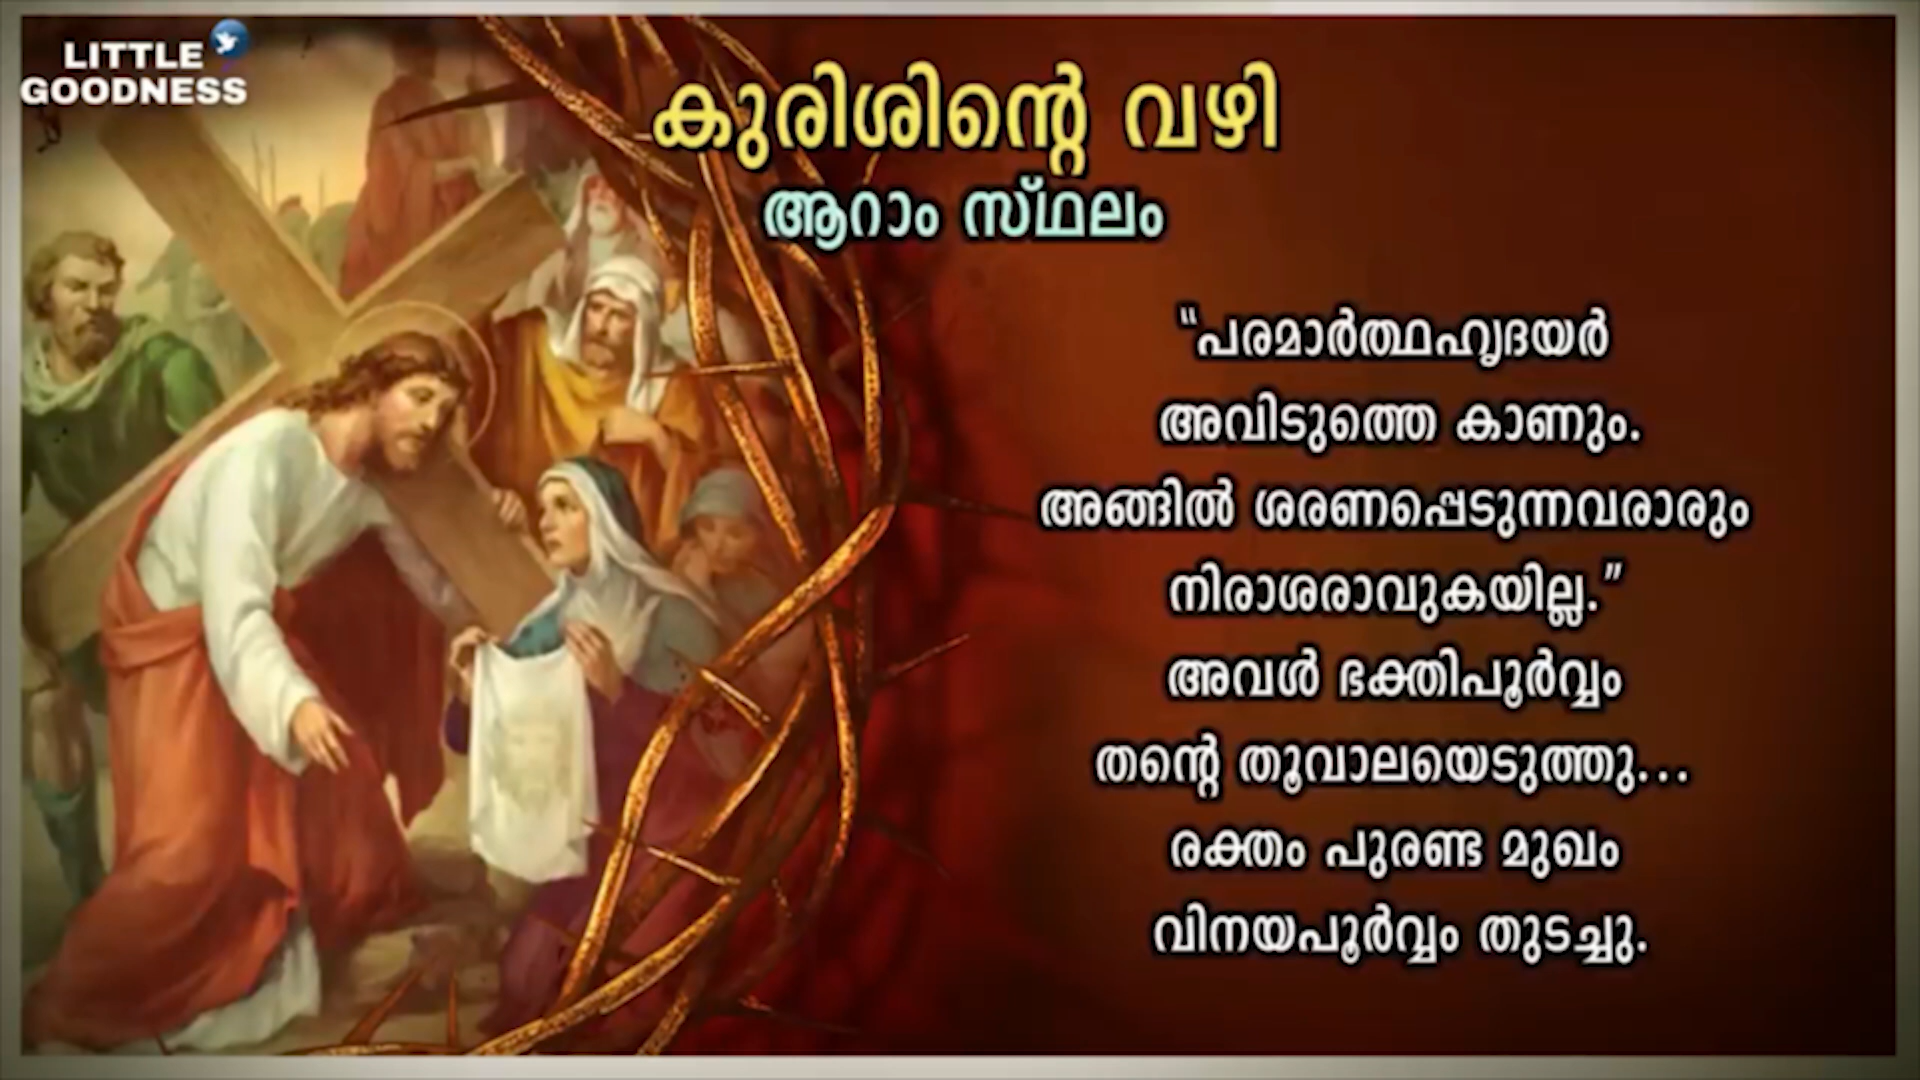 LITTLE
GOODNESS
കുരിശിന്റെ വഴി
ആറാം സ്ഥലം
“പരമാർത്ഥഹൃദയർ
അവിടുത്തെ കാണും.
അങ്ങിൽ ശരണപ്പെടുന്നവരാരും
നിരാശരാവുകയില്ല.”
അവൾ ഭക്തിപൂർവ്വം
തന്റെ തൂവാലയെടുത്തു...
രക്തം പുരണ്ട മുഖം
വിനയപൂർവ്വം തുടച്ചു.